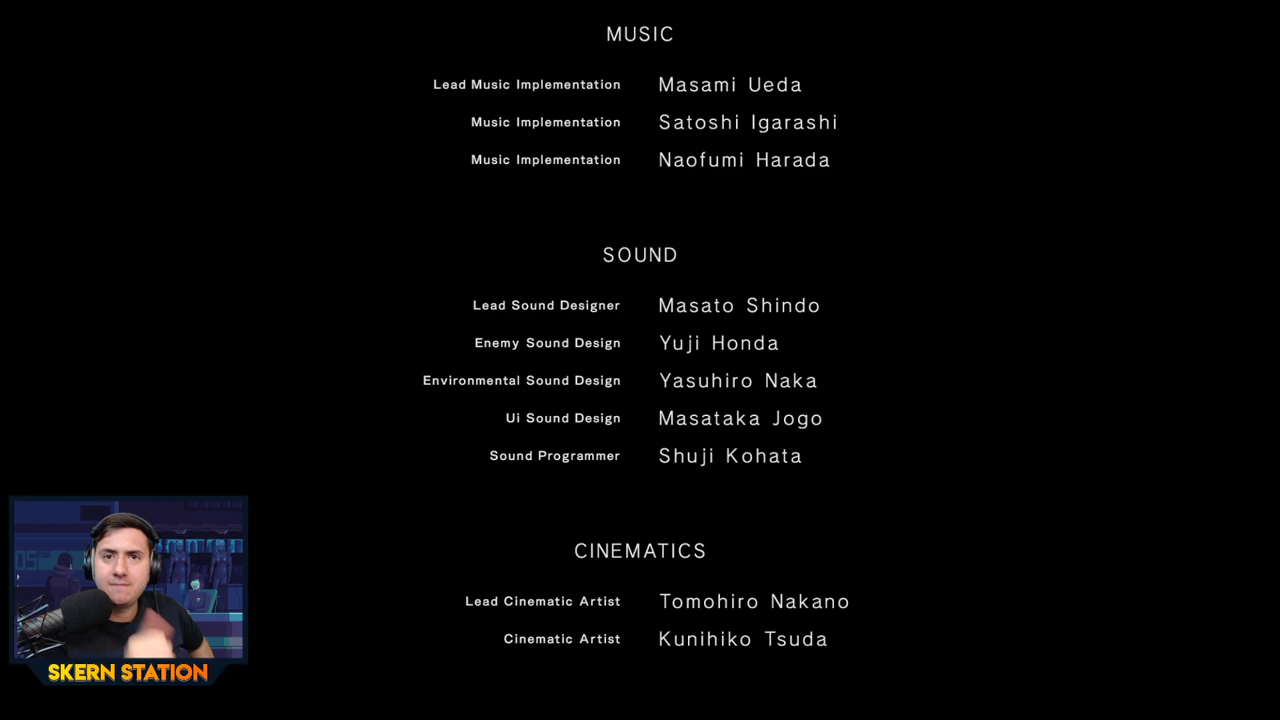 MUSIC
Lead Music Implementation Masami Ueda
Music Implementation Satoshi Igarashi
Music Implementation Naofumi Harada
SOUND
Lead Sound Designer Masato Shindo
Enemy Sound Design Yuji Honda
Environmental Sound Design Yasuhiro Naka
Ui Sound Design Masataka Jogo
Sound Programmer Shuji Kohata
CINEMATICS
Lead Cinematic Artist Tomohiro Nakano
Cinematic Artist Kunihiko Tsuda
SKERN STATION